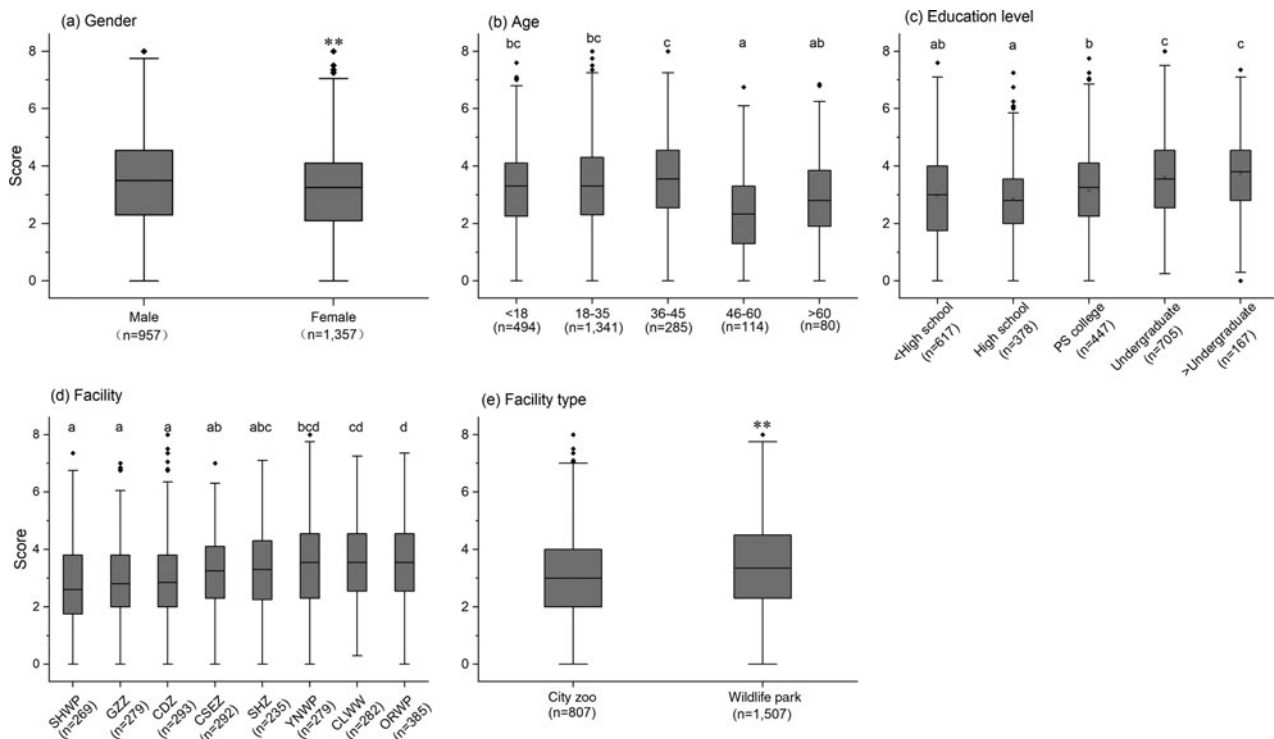 (a) Gender
**
8
6
4
2
0
Score
Male
(n=957)
Female
(n=1,357)
(b) Age
bc bc c a ab
8
6
4
2
0
<18 18-35 36-45 46-60 >60
(n=494) (n=1,341) (n=285) (n=114) (n=80)
(c) Education level
ab a b c c
8
6
4
2
0
<High school
(n=617)
High school
(n=378)
PS college
(n=447)
Undergraduate
(n=705)
>Undergraduate
(n=167)
(d) Facility
a a a ab abc bcd cd d
8
6
4
2
0
Score
SHWP
(n=269)
GZZ
(n=279)
CDZ
(n=293)
CSEZ
(n=292)
SHZ
(n=235)
YNWP
(n=279)
CLWW
(n=282)
ORWP
(n=385)
(e) Facility type
**
8
6
4
2
0
City zoo
(n=807)
Wildlife park
(n=1,507)